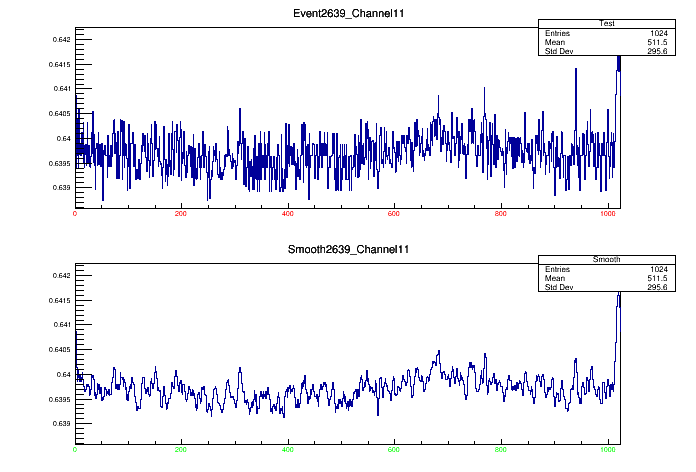 Event2639_Channel11
Test
Entries 1024
Mean 511.5
Std Dev 295.6
0.642
0.6415
0.641
0.6405
0.64
0.6395
0.639
0 200 400 600 800 1000
Smooth2639_Channel11
Smooth
Entries 1024
Mean 511.5
Std Dev 295.6
0.642
0.6415
0.641
0.6405
0.64
0.6395
0.639
0 200 400 600 800 1000